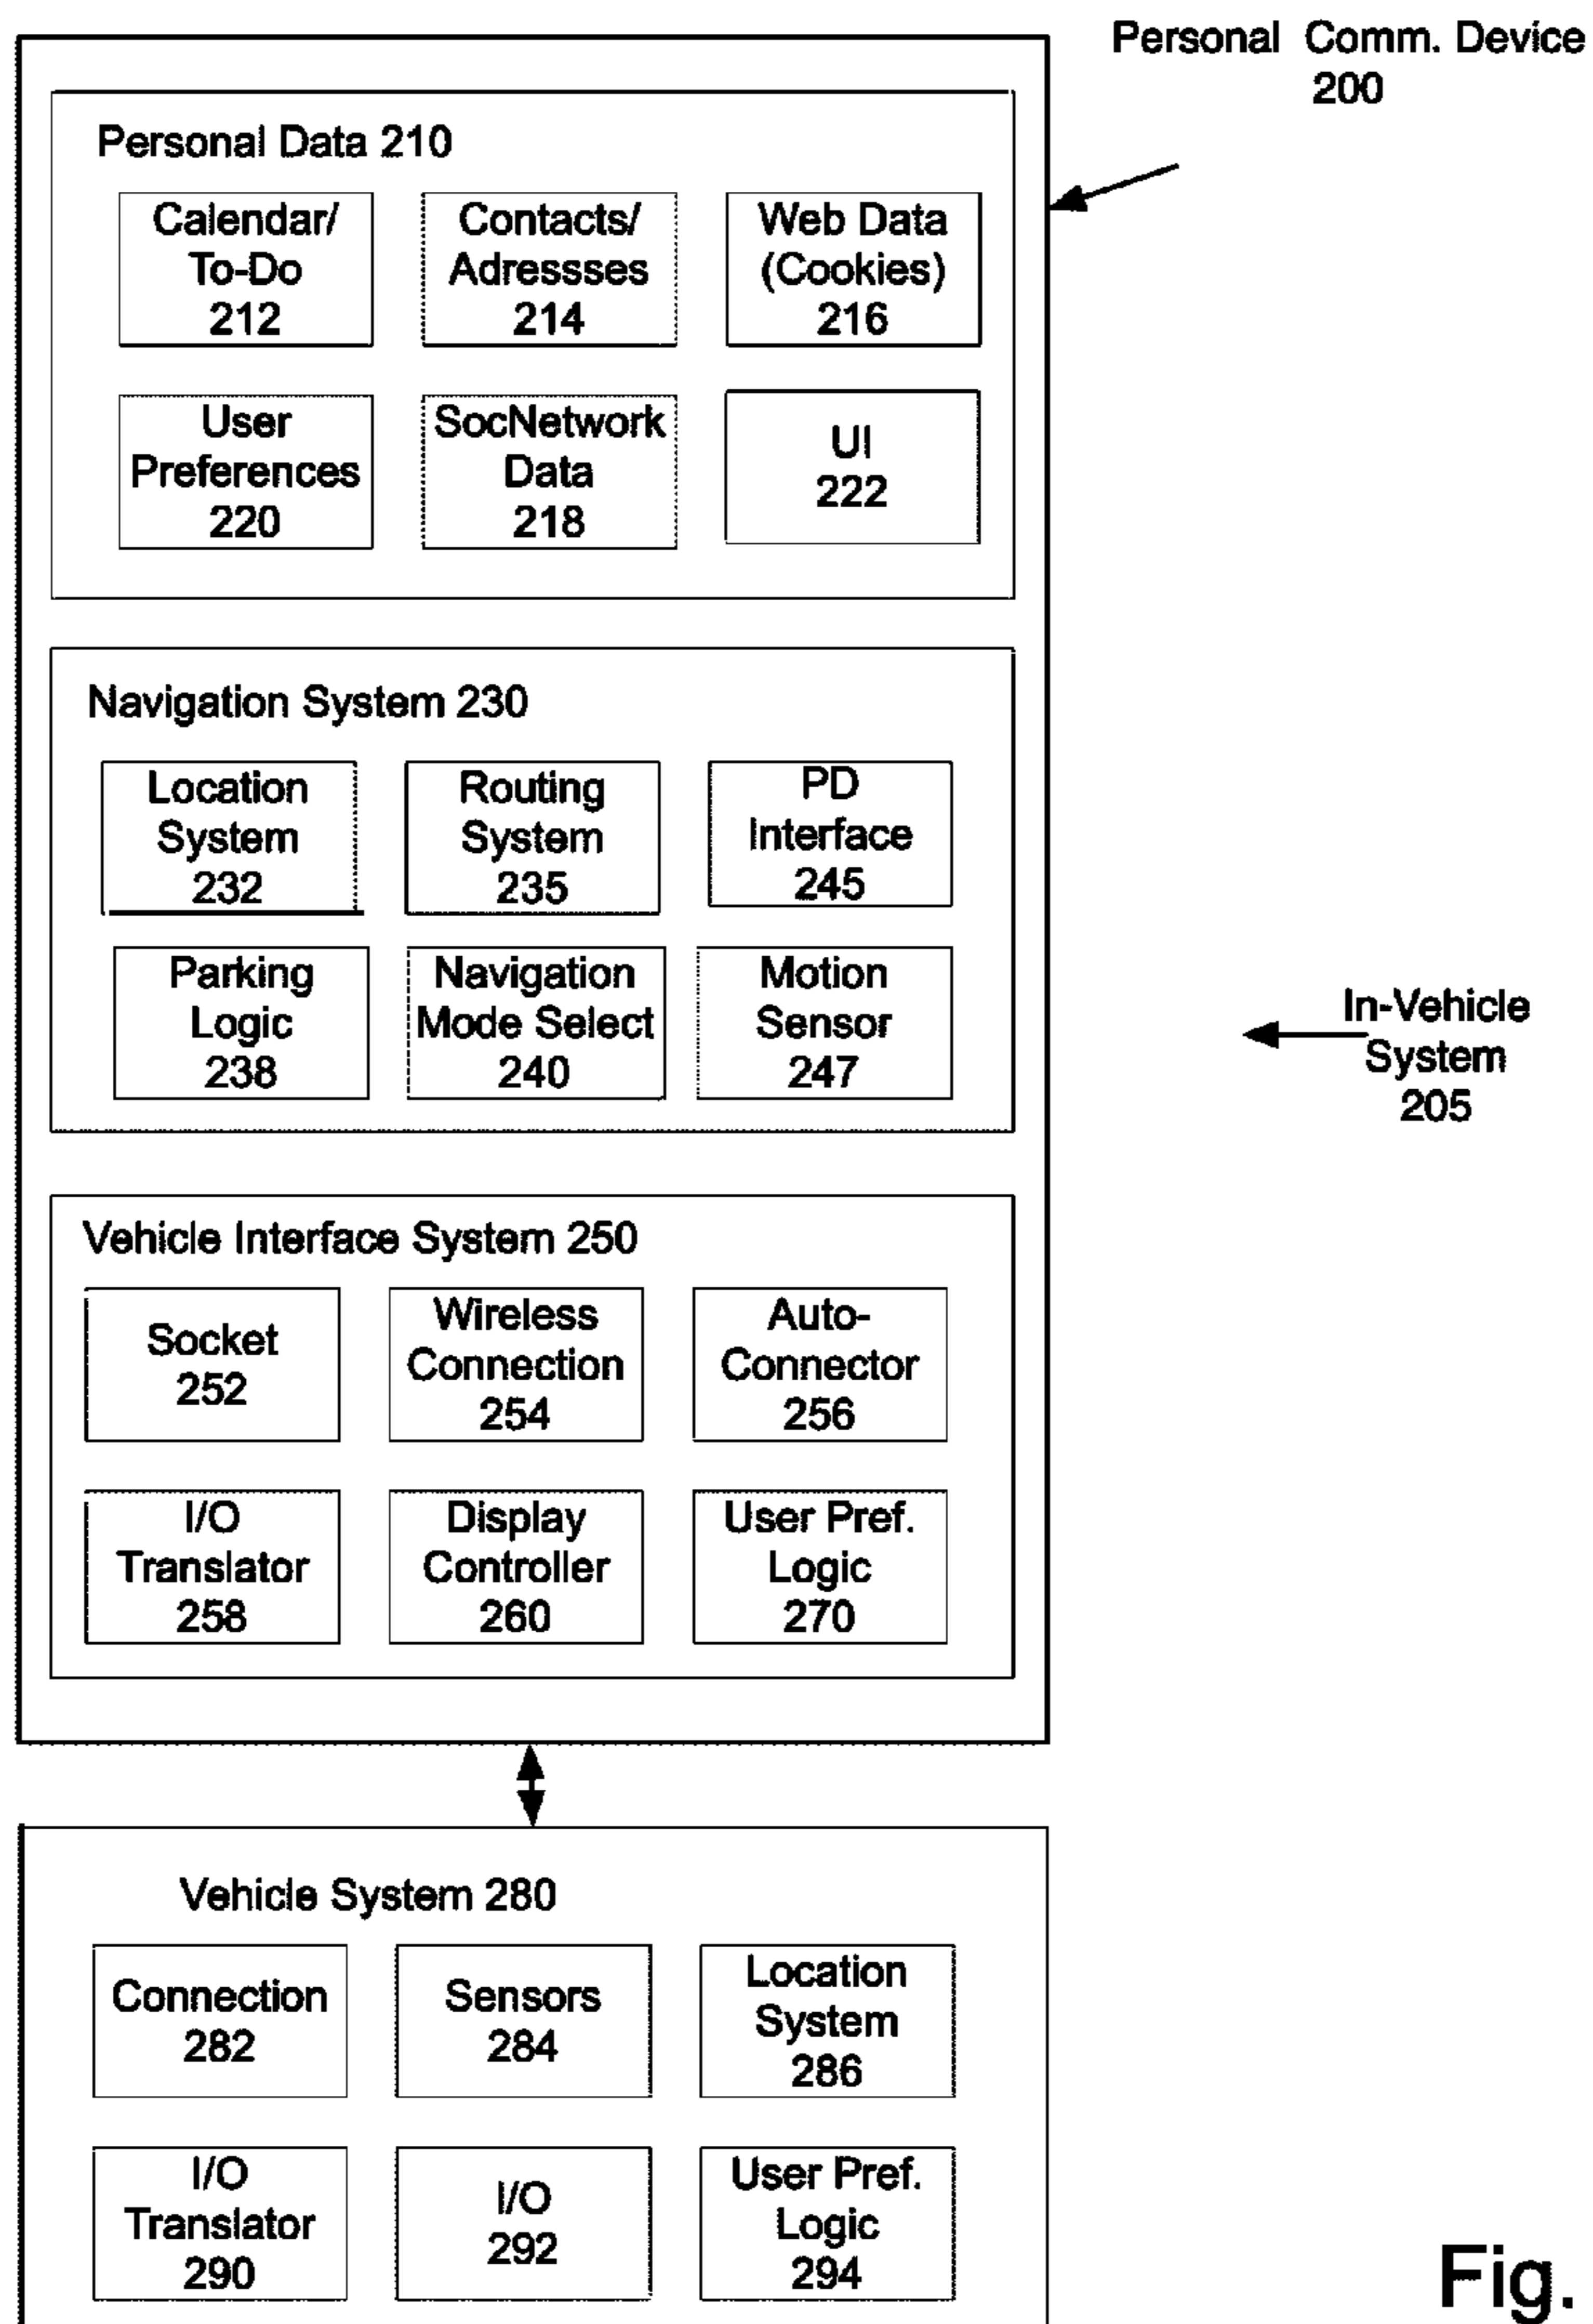 Personal Comm. Device
200
Personal Data 210
Calendar/
To-Do
212
Contacts/
Adressses
214
Web Data
(Cookies)
216
User
Preferences
220
SocNetwork
Data
218
UI
222
Navigation System 230
Location
System
232
Routing
System
235
PD
Interface
245
Parking
Logic
238
Navigation
Mode Select
240
Motion
Sensor
247
In-Vehicle
System
205
Vehicle Interface System 250
Socket
252
Wireless
Connection
254
Auto-
Connector
256
I/O
Translator
258
Display
Controller
260
User Pref.
Logic
270
Vehicle System 280
Connection
282
Sensors
284
Location
System
286
I/O
Translator
290
I/O
292
User Pref.
Logic
294
Fig.